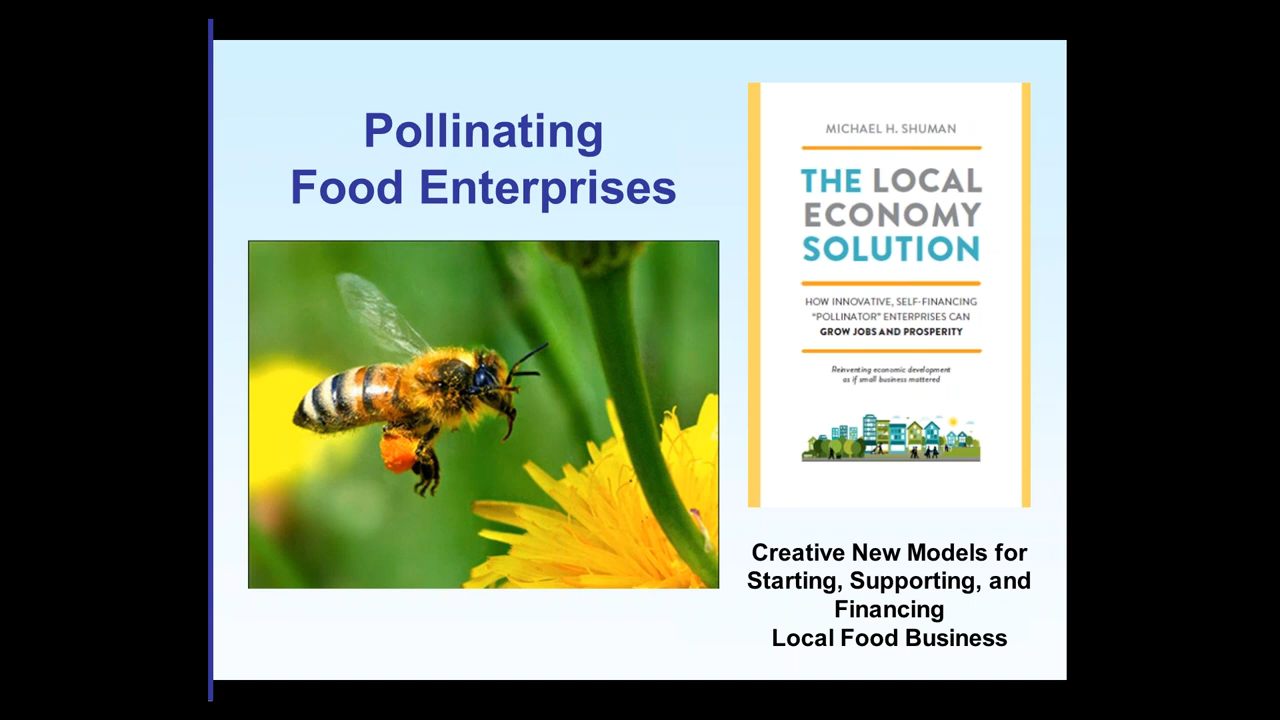 Pollinating
Food Enterprises
MICHAEL H. SHUMAN
THE LOCAL
ECONOMY
SOLUTION
HOW INNOVATIVE, SELF-FINANCING
"POLLINATOR" ENTERPRISES CAN
GROW JOBS AND PROSPERITY
Reinventing economic development
as if small business mattered
Creative New Models for
Starting, Supporting, and
Financing
Local Food Business